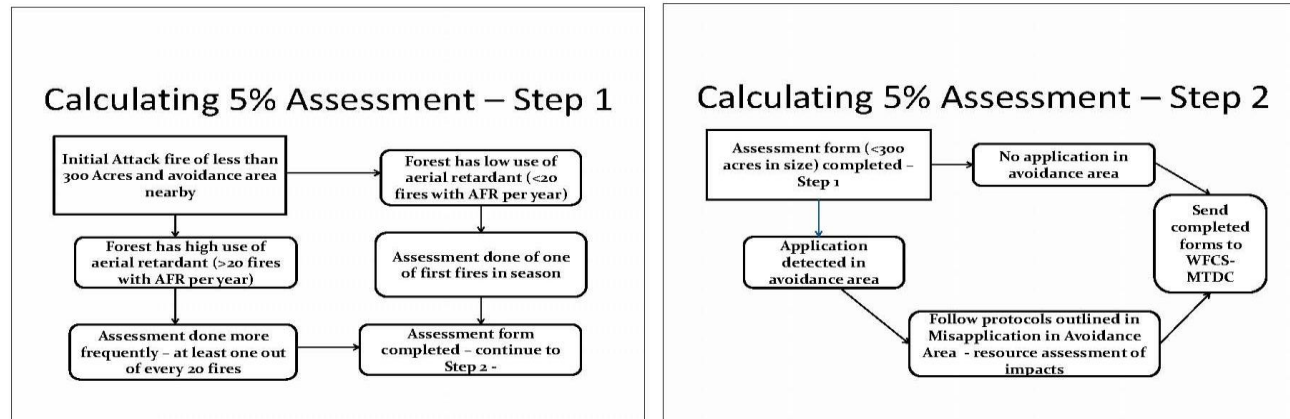 Calculating 5% Assessment – Step 1
Initial Attack fire of less than
300 Acres and avoidance area
nearby
Forest has low use of
aerial retardant (<20
fires with AFR per year)
Forest has high use of
aerial retardant (>20 fires
with AFR per year)
Assessment done of one
of first fires in season
Assessment done more
frequently – at least one out
of every 20 fires
Assessment form
completed – continue to
Step 2 -
Calculating 5% Assessment – Step 2
Assessment form (<300
acres in size) completed –
Step 1
No application in
avoidance area
Send
completed
forms to
WFCS-
MTDC
Application
detected in
avoidance area
Follow protocols outlined in
Misapplication in Avoidance
Area - resource assessment of
impacts